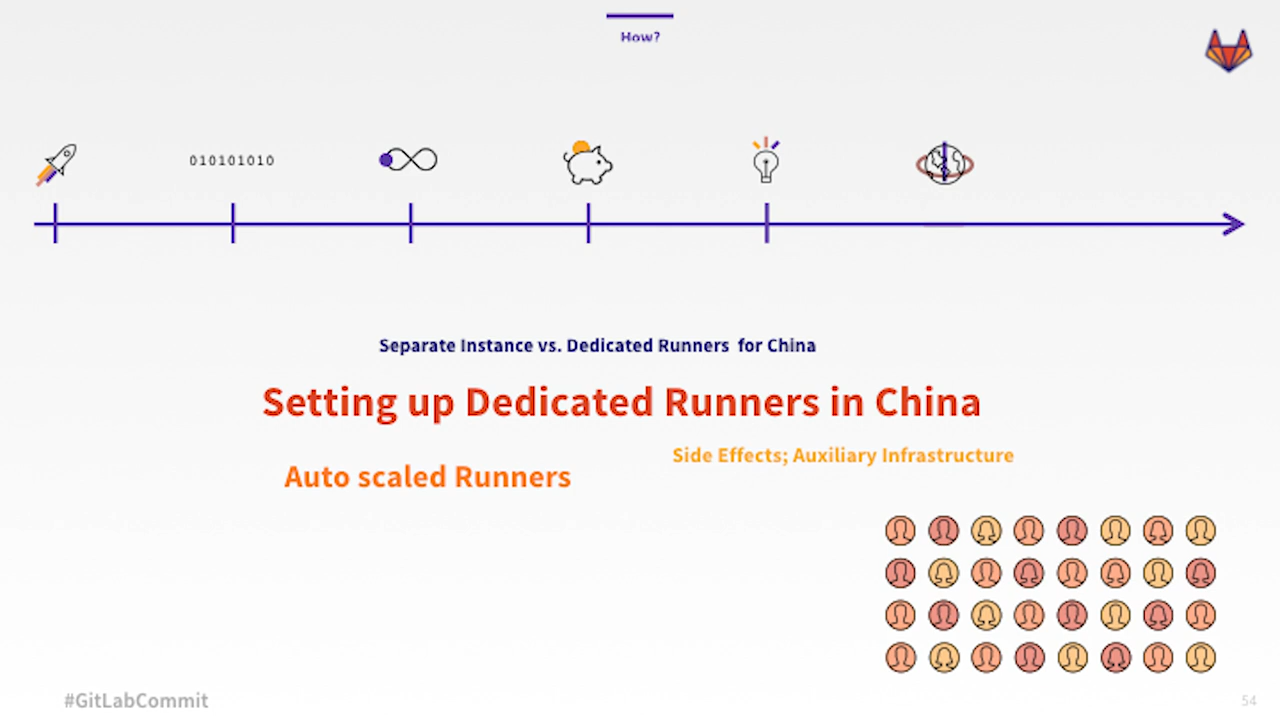 How?
010101010
Separate Instance vs. Dedicated Runners for China
Setting up Dedicated Runners in China
Side Effects; Auxiliary Infrastructure
Auto scaled Runners
#GitLabCommit
54